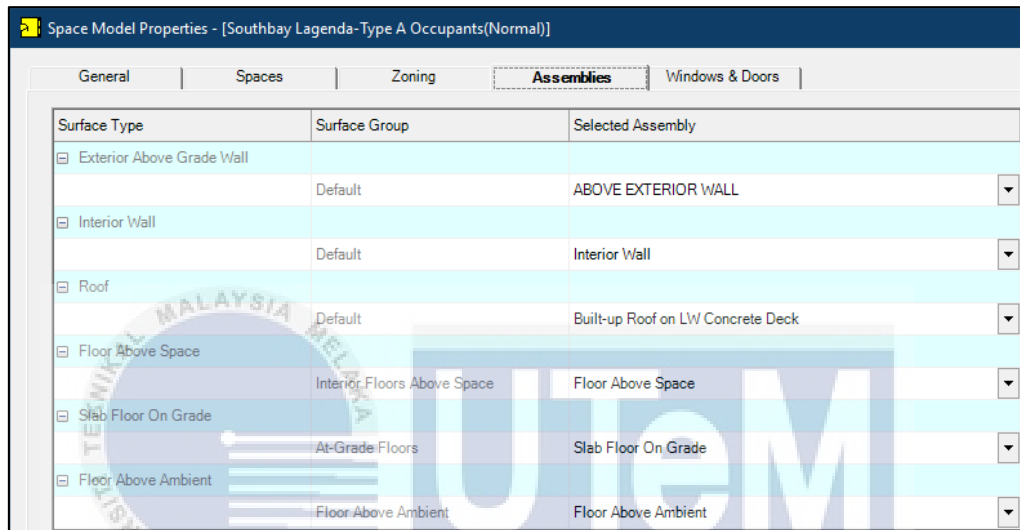 Space Model Properties - [Southbay Lagenda-Type A Occupants(Normal)]
General Spaces Zoning Assemblies Windows & Doors
Surface Type Surface Group Selected Assembly
Exterior Above Grade Wall
Default ABOVE EXTERIOR WALL
Interior Wall
Default Interior Wall
Roof
Default Built-up Roof on LW Concrete Deck
Floor Above Space
Interior Floors Above Space Floor Above Space
Slab Floor On Grade
At-Grade Floors Slab Floor On Grade
Floor Above Ambient
Floor Above Ambient Floor Above Ambient
TEKNIKAL MALAYSIA
UTeM